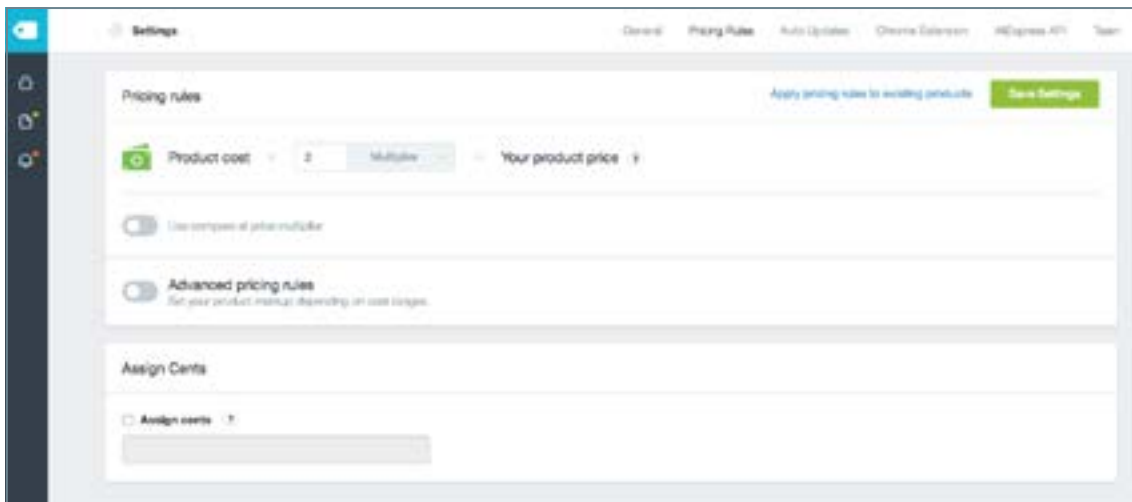 Settings
General Pricing Rules Auto Updates Chrome Extension AliExpress API Team
Pricing rules
Apply pricing rules to existing products
Save Settings
Product cost × 2 Multiplier = Your product price ?
Use compare at price multiplier
Advanced pricing rules
Set your product markup depending on cost ranges.
Assign Cents
Assign cents ?